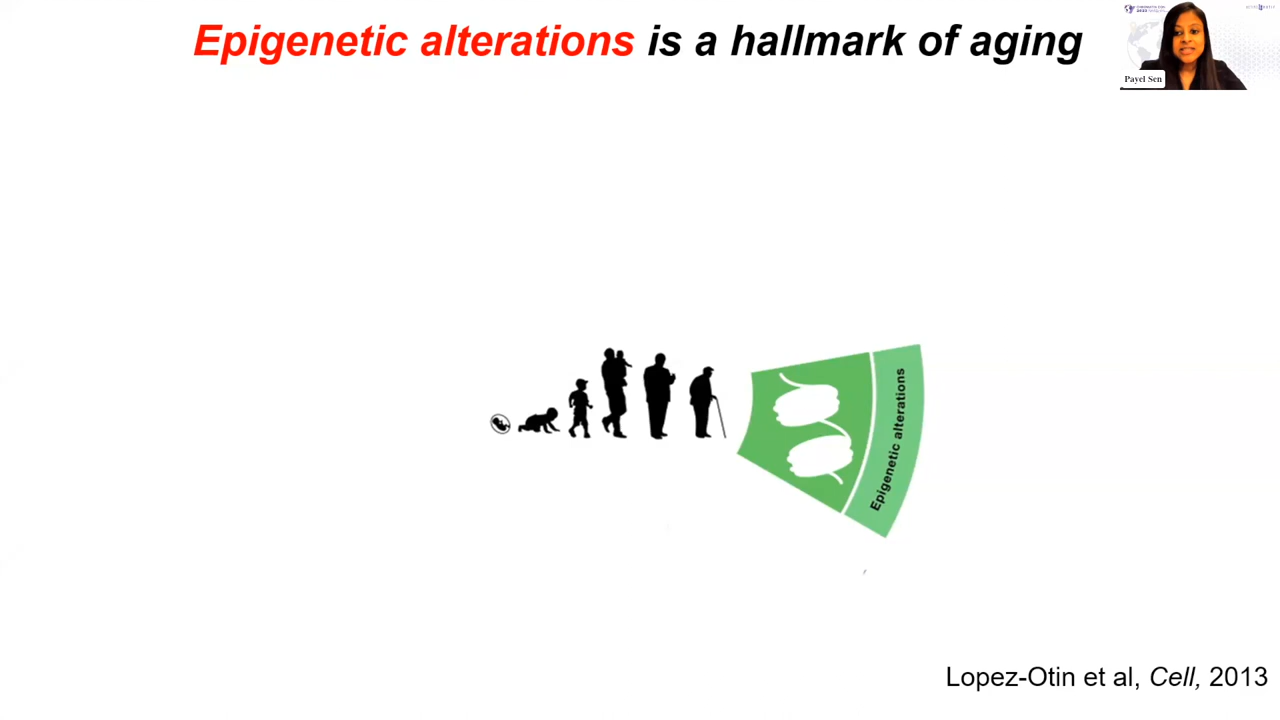 Epigenetic alterations is a hallmark of aging
Payel Sen
Epigenetic alterations
Lopez-Otin et al, Cell, 2013